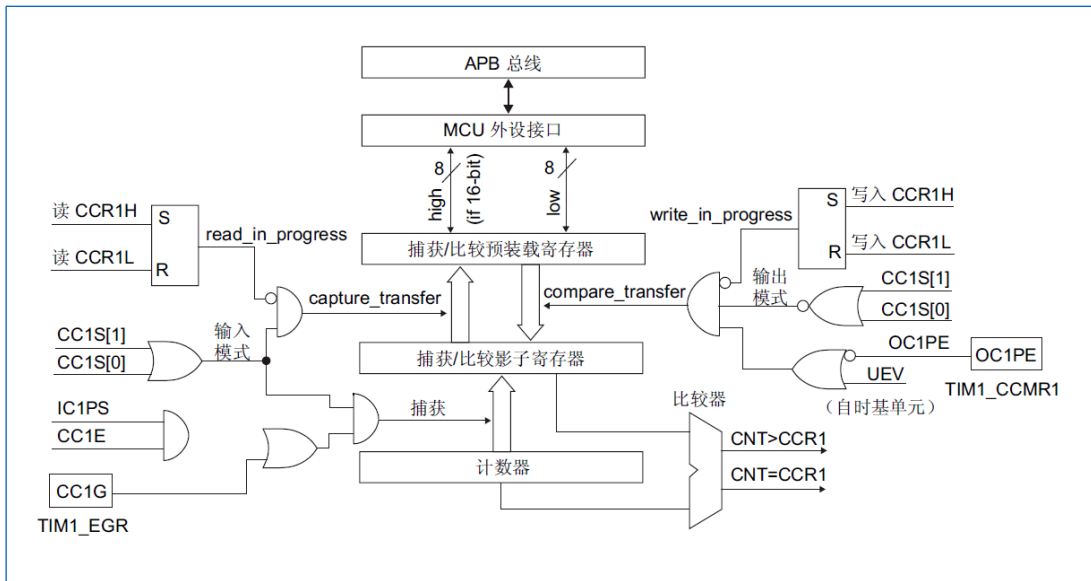 APB 总线
MCU 外设接口
8
high
(if 16-bit)
8
low
读 CCR1H
S
读 CCR1L
R
read_in_progress
捕获/比较预装载寄存器
write_in_progress
S
写入 CCR1H
R
写入 CCR1L
capture_transfer
compare_transfer
输出
模式
CC1S[1]
CC1S[0]
CC1S[1]
CC1S[0]
输入
模式
捕获/比较影子寄存器
OC1PE
OC1PE
UEV
TIM1_CCMR1
(自时基单元)
IC1PS
CC1E
捕获
比较器
CNT>CCR1
CNT=CCR1
计数器
CC1G
TIM1_EGR